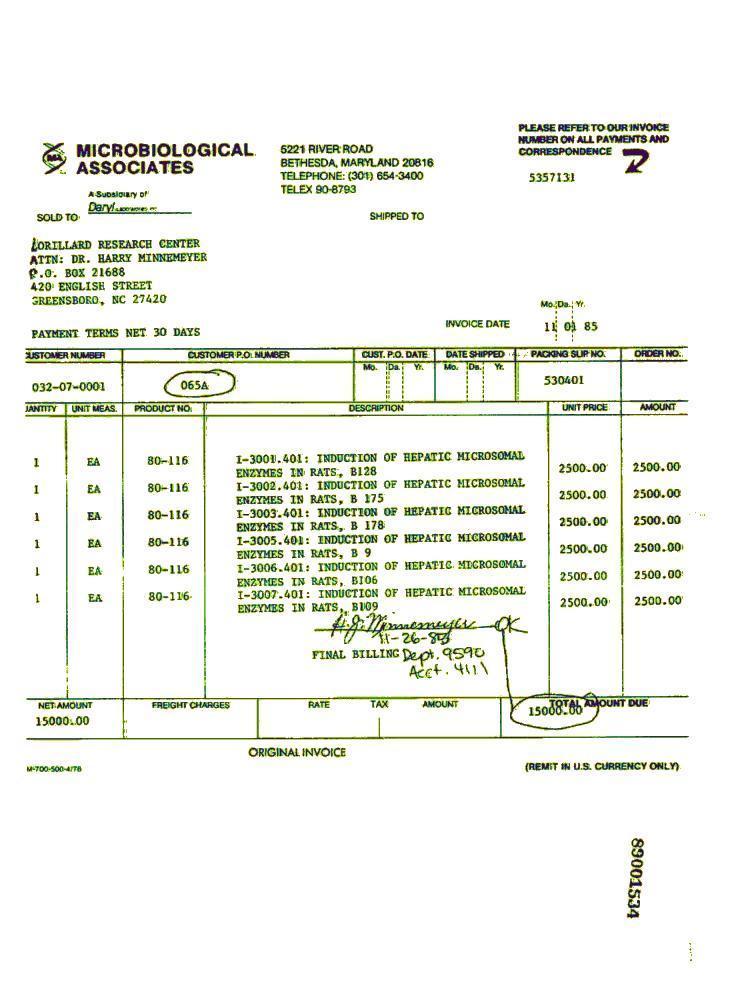 PLEASE REFER TO OUR INVOICE
NUMBER ON ALL PAYMENTS AND
CORRESPONDENCE
5357131
MA
MICROBIOLOGICAL
ASSOCIATES
A Subsidiary of
Daryl Laboratories Inc
5221 RIVER ROAD
BETHESDA, MARYLAND 20816
TELEPHONE: (301) 654-3400
TELEX 90-8793
SOLD TO
SHIPPED TO
LORILLARD RESEARCH CENTER
ATTN: DR. HARRY MINNEMEYER
P.O. BOX 21688
420 ENGLISH STREET
GREENSBORO, NC 27420
Mo. Da. Yr.
INVOICE DATE 11 01 85
PAYMENT TERMS NET 30 DAYS
CUSTOMER NUMBER CUSTOMER P.O. NUMBER CUST. P.O. DATE DATE SHIPPED PACKING SLIP NO. ORDER NO.
Mo. Da. Yr. Mo. Da. Yr.
032-07-0001 065A 530401
QUANTITY UNIT MEAS. PRODUCT NO. DESCRIPTION UNIT PRICE AMOUNT
1 EA 80-116 I-3001.401: INDUCTION OF HEPATIC MICROSOMAL
ENZYMES IN RATS, B128 2500.00 2500.00
1 EA 80-116 I-3002.401: INDUCTION OF HEPATIC MICROSOMAL
ENZYMES IN RATS, B 175 2500.00 2500.00
1 EA 80-116 I-3003.401: INDUCTION OF HEPATIC MICROSOMAL
ENZYMES IN RATS, B 178 2500.00 2500.00
1 EA 80-116 I-3005.401: INDUCTION OF HEPATIC MICROSOMAL
ENZYMES IN RATS, B 9 2500.00 2500.00
1 EA 80-116 I-3006.401: INDUCTION OF HEPATIC MICROSOMAL
ENZYMES IN RATS, B106 2500.00 2500.00
1 EA 80-116 I-3007.401: INDUCTION OF HEPATIC MICROSOMAL
ENZYMES IN RATS, B109 2500.00 2500.00
H.J. Minnemeyer OK
11-26-85
FINAL BILLING Dept. 9590
Acct. 4111
NET AMOUNT FREIGHT CHARGES RATE TAX AMOUNT TOTAL AMOUNT DUE
15000.00 15000.00
ORIGINAL INVOICE
M-700-500-4/78 (REMIT IN U.S. CURRENCY ONLY)
89001534